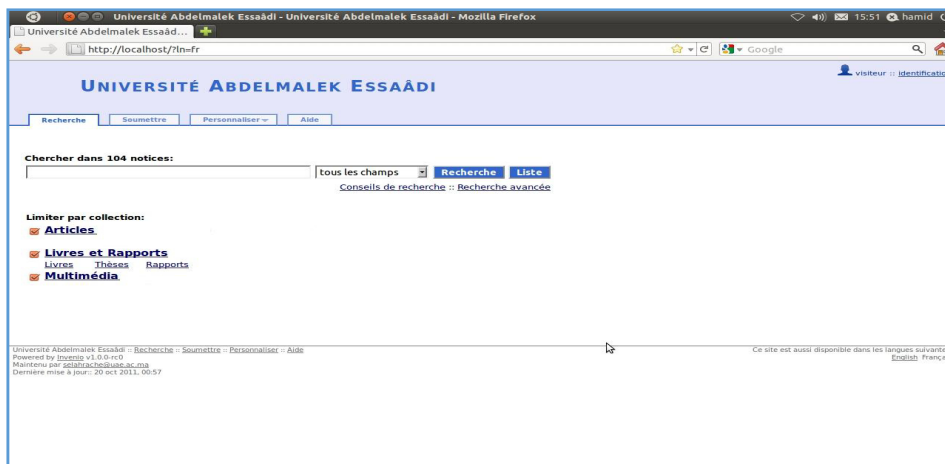 Université Abdelmalek Essaâdi - Université Abdelmalek Essaâdi - Mozilla Firefox 15:51 hamid
Université Abdelmalek Essaâd...
http://localhost/?ln=fr Google
visiteur :: identificatio
UNIVERSITÉ ABDELMALEK ESSAÂDI
Recherche Soumettre Personnaliser Aide
Chercher dans 104 notices:
tous les champs Recherche Liste
Conseils de recherche :: Recherche avancée
Limiter par collection:
Articles
Livres et Rapports
Livres Thèses Rapports
Multimédia
Université Abdelmalek Essaâdi :: Recherche :: Soumettre :: Personnaliser :: Aide Ce site est aussi disponible dans les langues suivante
Powered by Invenio v1.0.0-rc0 English França
Maintenu par selahrache@uae.ac.ma
Dernière mise à jour:: 20 oct 2011, 00:57